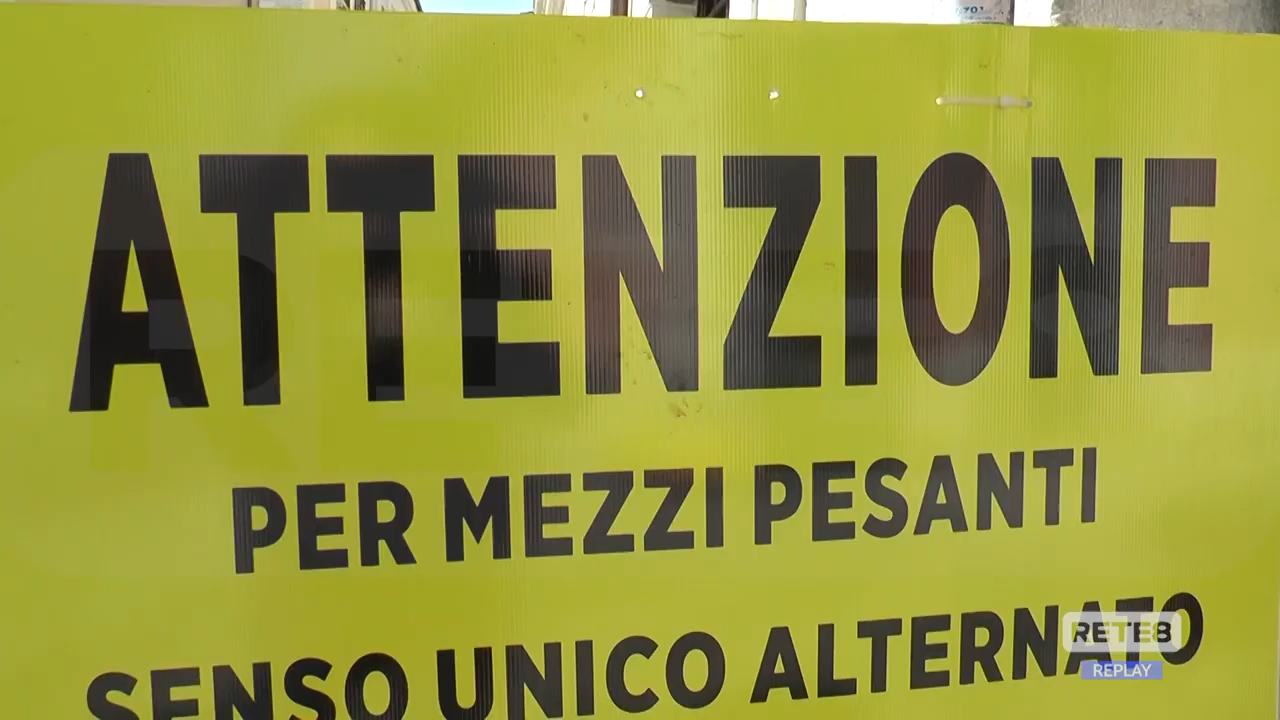 ATTENZIONE
PER MEZZI PESANTI
SENSO UNICO ALTERNATO
RETE8
REPLAY